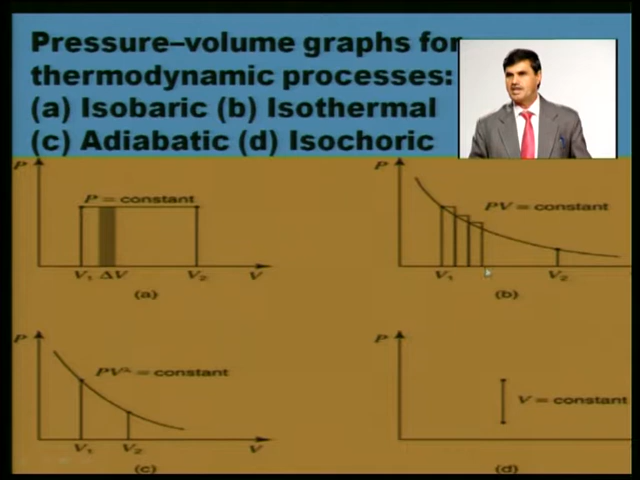 Pressure–volume graphs for
thermodynamic processes:
(a) Isobaric (b) Isothermal
(c) Adiabatic (d) Isochoric
P
P = constant
V₁ ΔV V₂ V
(a)
P
PV = constant
V₁ V₂
(b)
P
= constant
V₁ V₂ V
(c)
P
V = constant
(d)